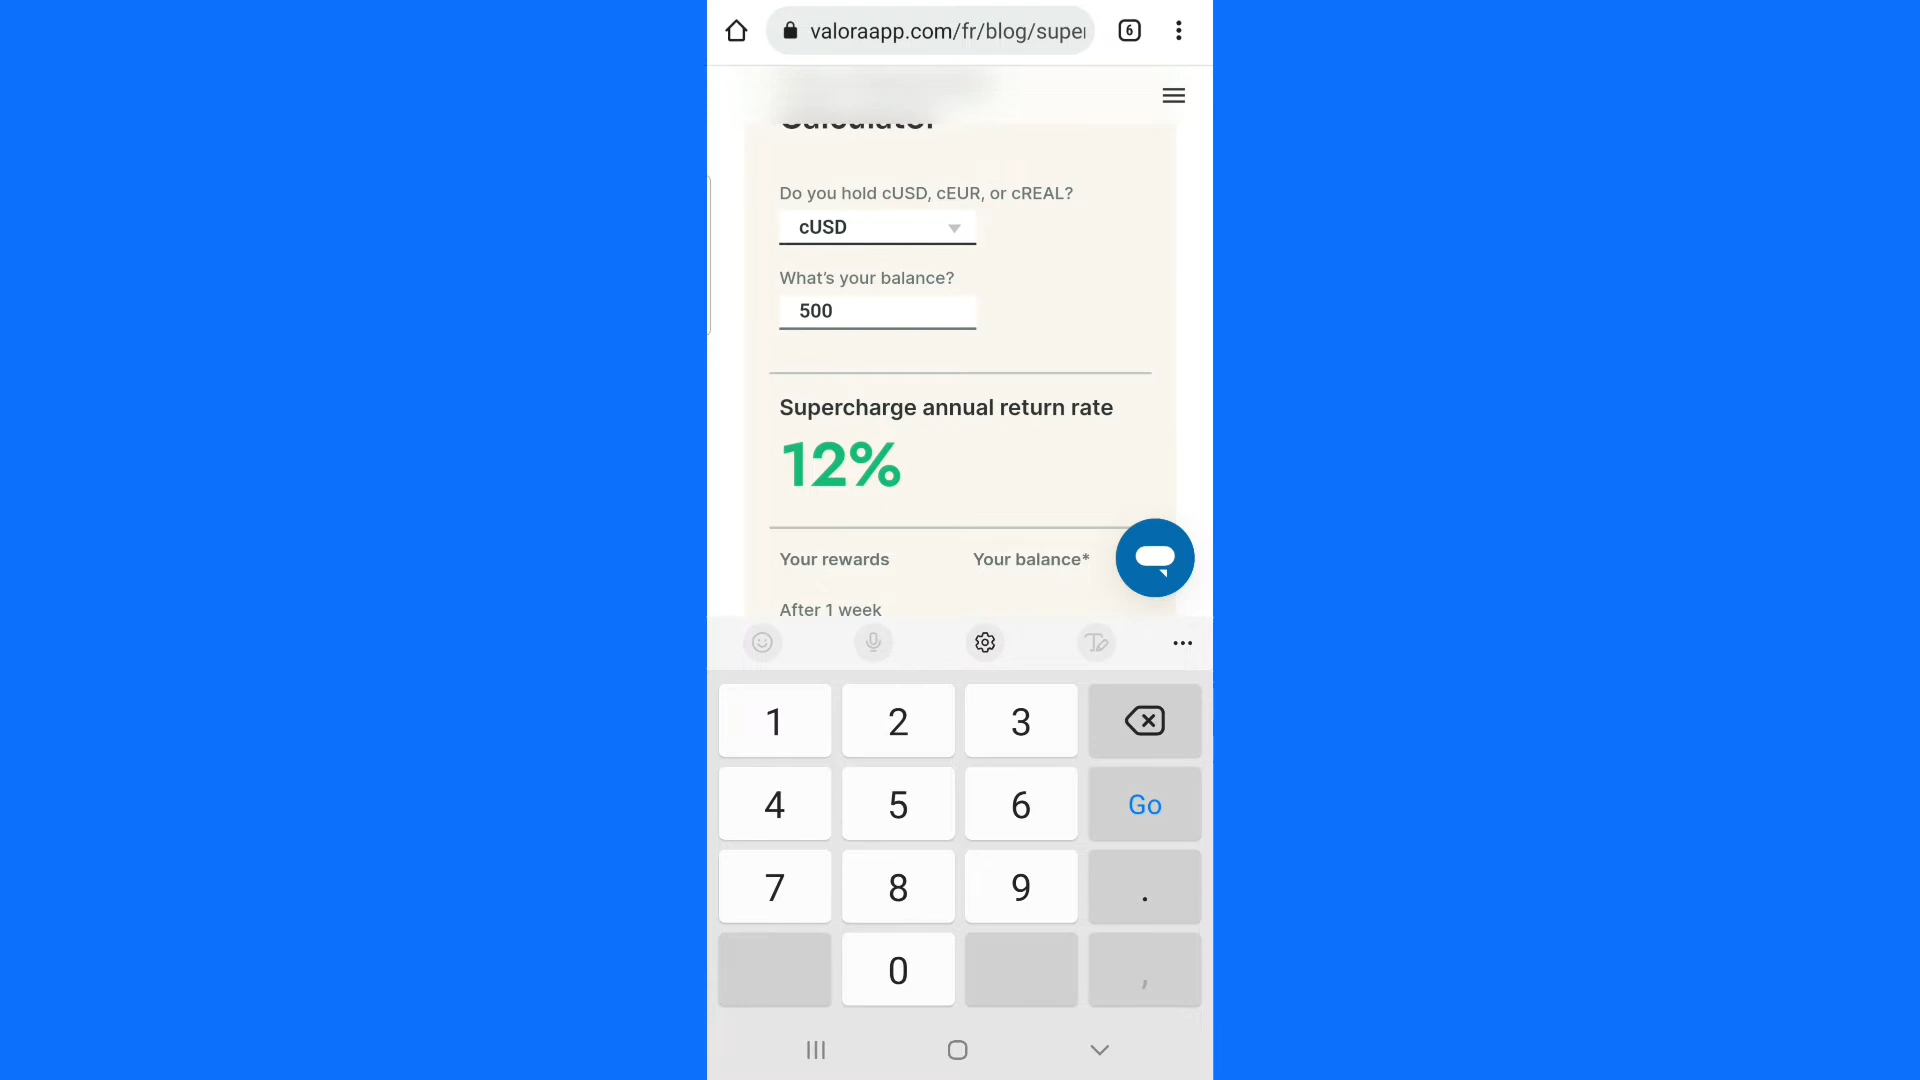 valoraapp.com/fr/blog/super
6
Calculator
Do you hold cUSD, cEUR, or cREAL?
cUSD
What's your balance?
500
Supercharge annual return rate
12%
Your rewards Your balance*
After 1 week
1 2 3
4 5 6 Go
7 8 9 .
0 ,